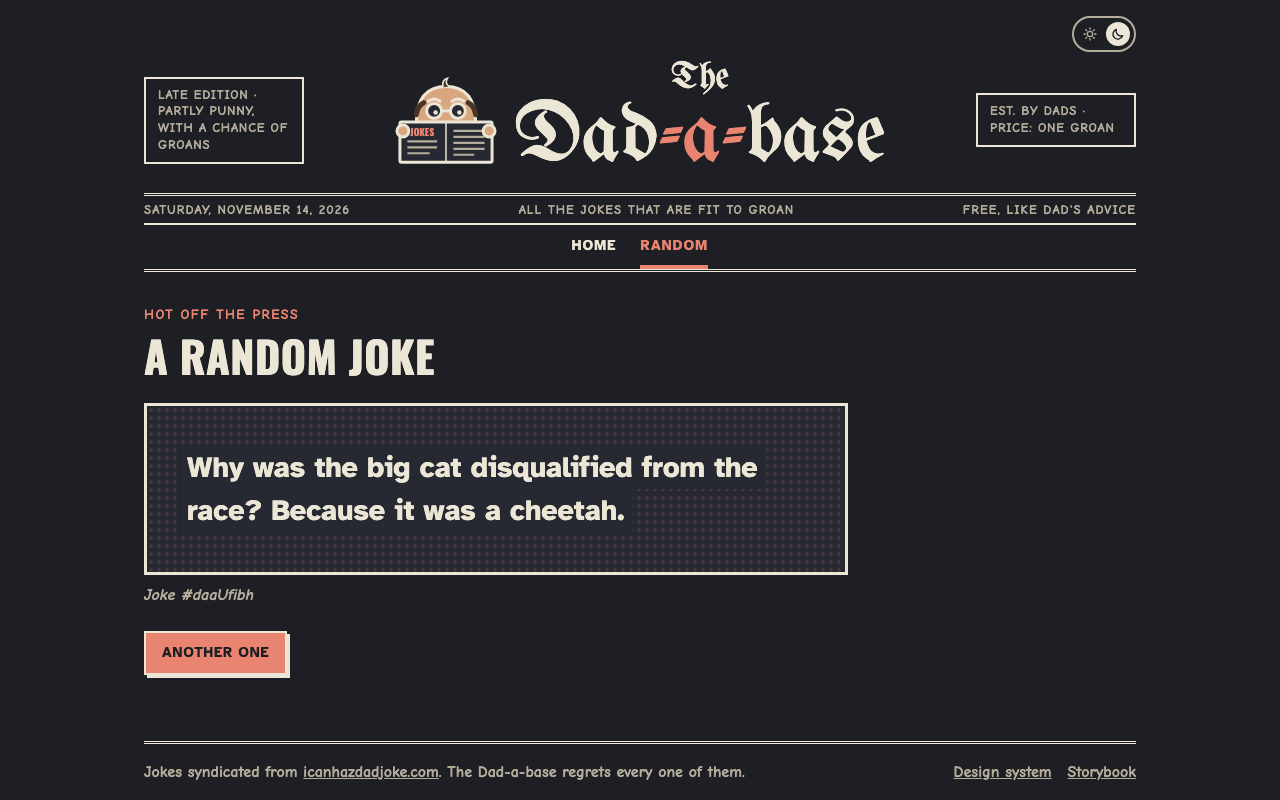 LATE EDITION ·
PARTLY PUNNY,
WITH A CHANCE OF
GROANS
JOKES
The
Dad-a-base
EST. BY DADS ·
PRICE: ONE GROAN
SATURDAY, NOVEMBER 14, 2026
ALL THE JOKES THAT ARE FIT TO GROAN
FREE, LIKE DAD'S ADVICE
HOME
RANDOM
HOT OFF THE PRESS
A RANDOM JOKE
Why was the big cat disqualified from the
race? Because it was a cheetah.
Joke #daaUfibh
ANOTHER ONE
Jokes syndicated from icanhazdadjoke.com. The Dad-a-base regrets every one of them.
Design system
Storybook